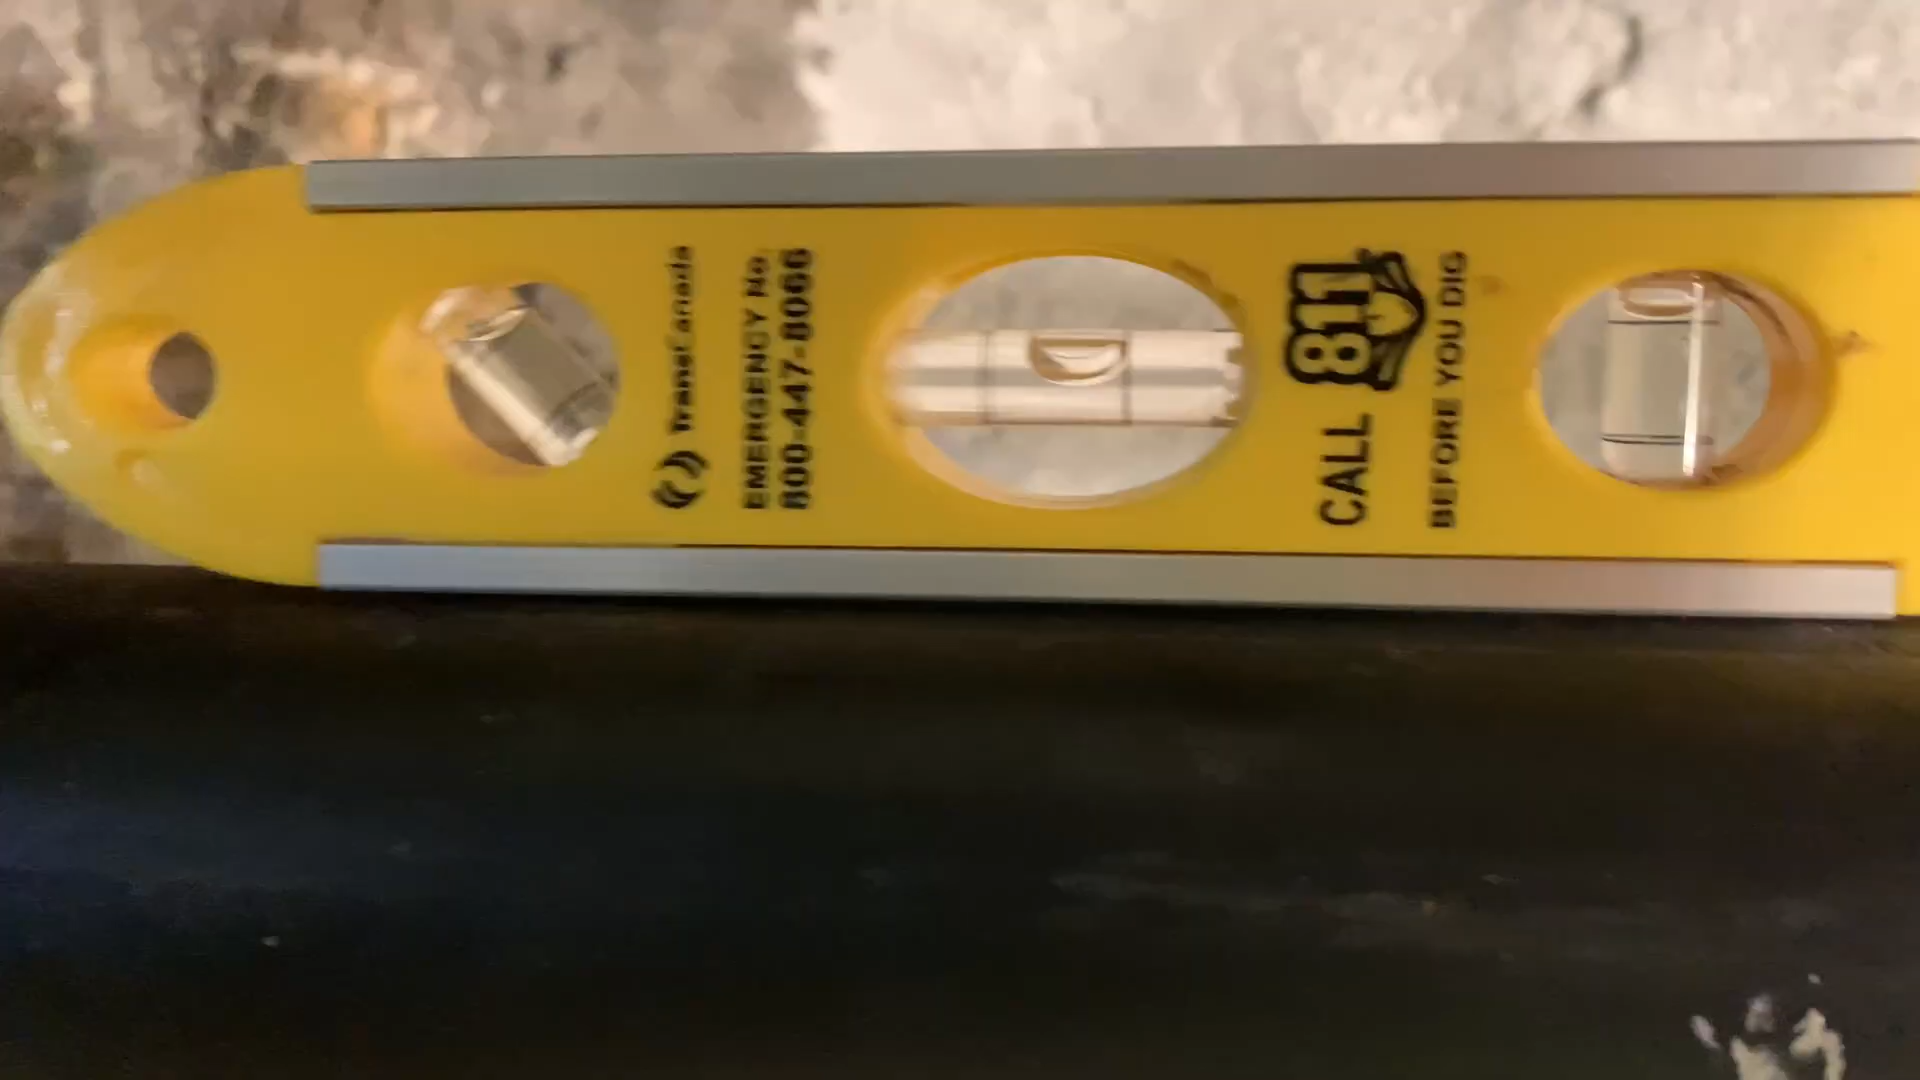 TransCanada
EMERGENCY No.
800-447-8066
CALL 811
BEFORE YOU DIG